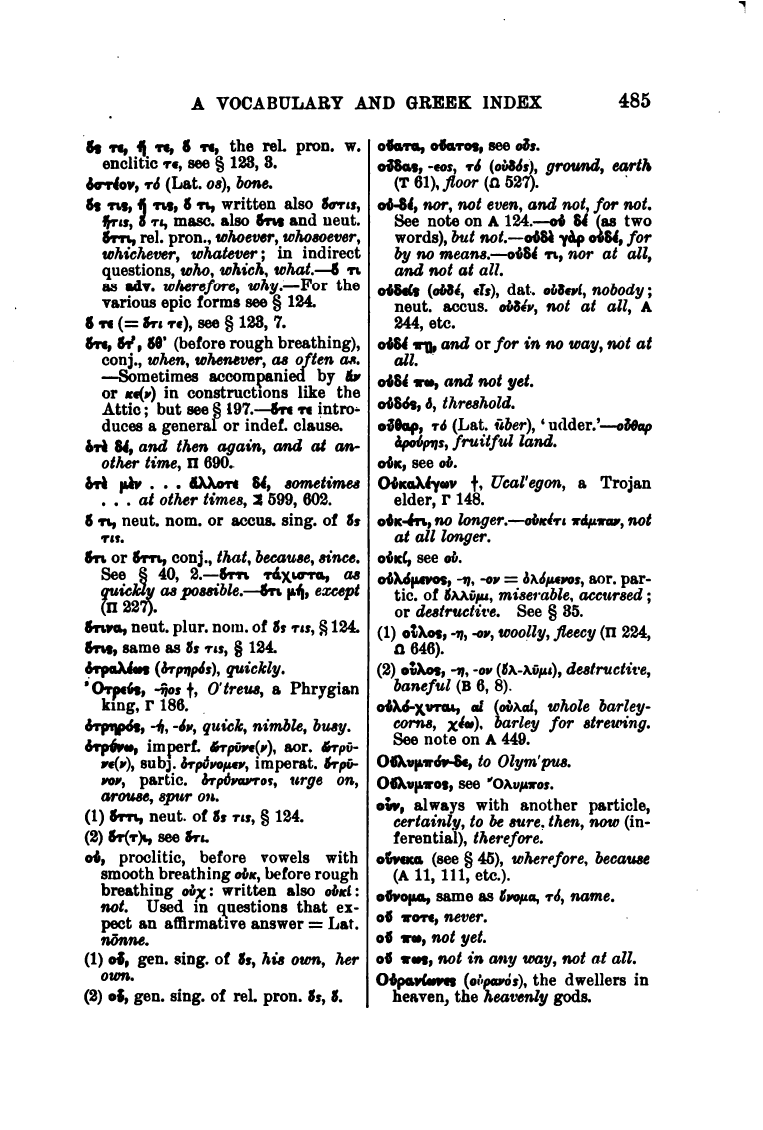 A VOCABULARY AND GREEK INDEX 485
ὅς τε, ἥ τε, ὅ τε, the rel. pron. w.
enclitic τε, see § 123, 3.
ὀστέον, τό (Lat. os), bone.
ὅς τις, ἥ τις, ὅ τι, written also ὅστις,
ἥτις, ὅ τι, masc. also ὅτις and neut.
ὅττι, rel. pron., whoever, whosoever,
whichever, whatever; in indirect
questions, who, which, what.—ὅ τι
as adv. wherefore, why.—For the
various epic forms see § 124.
ὅ τε (= ὅτι τε), see § 123, 7.
ὅτε, ὅτ', ὅθ' (before rough breathing),
conj., when, whenever, as often as.
—Sometimes accompanied by ἄν
or κε(ν) in constructions like the
Attic; but see § 197.—ὅτε τε intro-
duces a general or indef. clause.
ὁτὲ δέ, and then again, and at an-
other time, Π 690.
ὁτὲ μὲν . . . ἄλλοτε δέ, sometimes
. . . at other times, Σ 599, 602.
ὅ τι, neut. nom. or accus. sing. of ὅς
τις.
ὅτι or ὅττι, conj., that, because, since.
See § 40, 2.—ὅττι τάχιστα, as
quickly as possible.—ὅτι μή, except
(Π 227).
ὅτινα, neut. plur. nom. of ὅς τις, § 124.
ὅτις, same as ὅς τις, § 124.
ὀτραλέως (ὀτρηρός), quickly.
Ὀτρεύς, -ῆος †, O'treus, a Phrygian
king, Γ 186.
ὀτρηρός, -ή, -όν, quick, nimble, busy.
ὀτρύνω, imperf. ὤτρῡνε(ν), aor. ὤτρῡ-
νε(ν), subj. ὀτρύνομεν, imperat. ὄτρῡ-
νον, partic. ὀτρύναντος, urge on,
arouse, spur on.
(1) ὅττι, neut. of ὅς τις, § 124.
(2) ὅτ(τ)ι, see ὅτι.
οὐ, proclitic, before vowels with
smooth breathing οὐκ, before rough
breathing οὐχ: written also οὐκί:
not. Used in questions that ex-
pect an affirmative answer = Lat.
nōnne.
(1) οὗ, gen. sing. of ὅς, his own, her
own.
(2) οὗ, gen. sing. of rel. pron. ὅς, ὅ.
οὔατα, οὔατος, see οὖς.
οὖδας, -εος, τό (οὐδός), ground, earth
(Τ 61), floor (Ω 527).
οὐ-δέ, nor, not even, and not, for not.
See note on Α 124.—οὐ δέ (as two
words), but not.—οὐδὲ γὰρ οὐδέ, for
by no means.—οὐδέ τι, nor at all,
and not at all.
οὐδείς (οὐδέ, εἷς), dat. οὐδενί, nobody;
neut. accus. οὐδέν, not at all, Α
244, etc.
οὐδέ πῃ, and or for in no way, not at
all.
οὐδέ πω, and not yet.
οὐδός, ὁ, threshold.
οὖθαρ, τό (Lat. ūber), 'udder.'—οὖθαρ
ἀρούρης, fruitful land.
οὐκ, see οὐ.
Οὐκαλέγων †, Ucal'egon, a Trojan
elder, Γ 148.
οὐκ-έτι, no longer.—οὐκέτι πάμπαν, not
at all longer.
οὐκί, see οὐ.
οὐλόμενος, -η, -ον = ὀλόμενος, aor. par-
tic. of ὄλλῡμι, miserable, accursed;
or destructive. See § 35.
(1) οὖλος, -η, -ον, woolly, fleecy (Π 224,
Ω 646).
(2) οὖλος, -η, -ον (ὄλ-λῡμι), destructive,
baneful (Β 6, 8).
οὐλό-χυται, αἱ (οὐλαί, whole barley-
corns, χέω), barley for strewing.
See note on Α 449.
Οὔλυμπόν-δε, to Olym'pus.
Οὔλυμπος, see Ὄλυμπος.
οὖν, always with another particle,
certainly, to be sure, then, now (in-
ferential), therefore.
οὕνεκα (see § 45), wherefore, because
(Α 11, 111, etc.).
οὔνομα, same as ὄνομα, τό, name.
οὔ ποτε, never.
οὔ πω, not yet.
οὔ πως, not in any way, not at all.
Οὐρανίωνες (οὐρανός), the dwellers in
heaven, the heavenly gods.